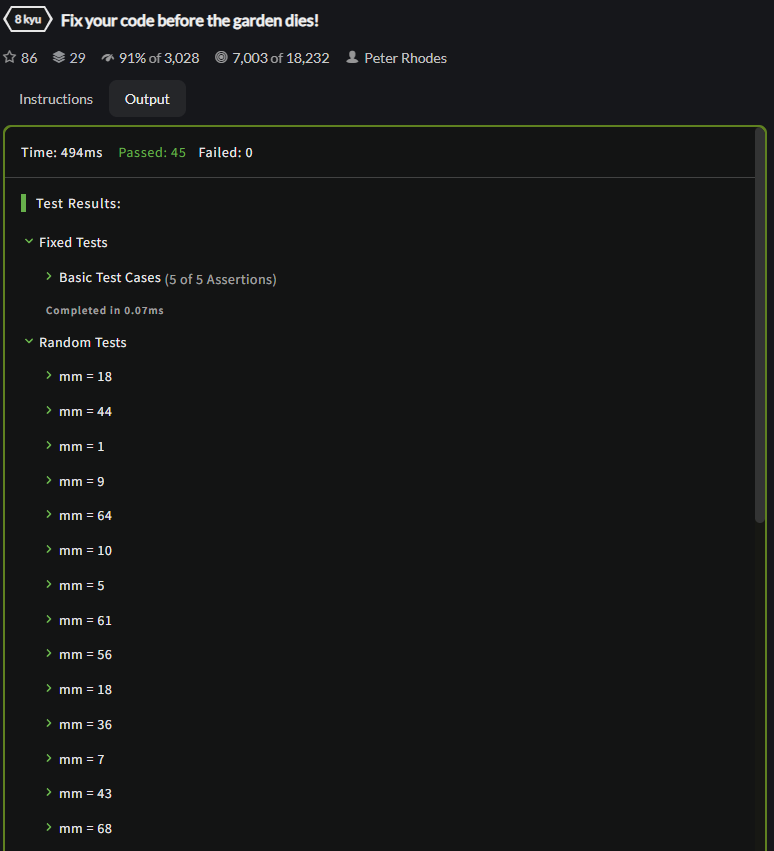 8 kyu Fix your code before the garden dies!
86 29 91% of 3,028 7,003 of 18,232 Peter Rhodes
Instructions Output
Time: 494ms Passed: 45 Failed: 0
Test Results:
Fixed Tests
Basic Test Cases (5 of 5 Assertions)
Completed in 0.07ms
Random Tests
mm = 18
mm = 44
mm = 1
mm = 9
mm = 64
mm = 10
mm = 5
mm = 61
mm = 56
mm = 18
mm = 36
mm = 7
mm = 43
mm = 68